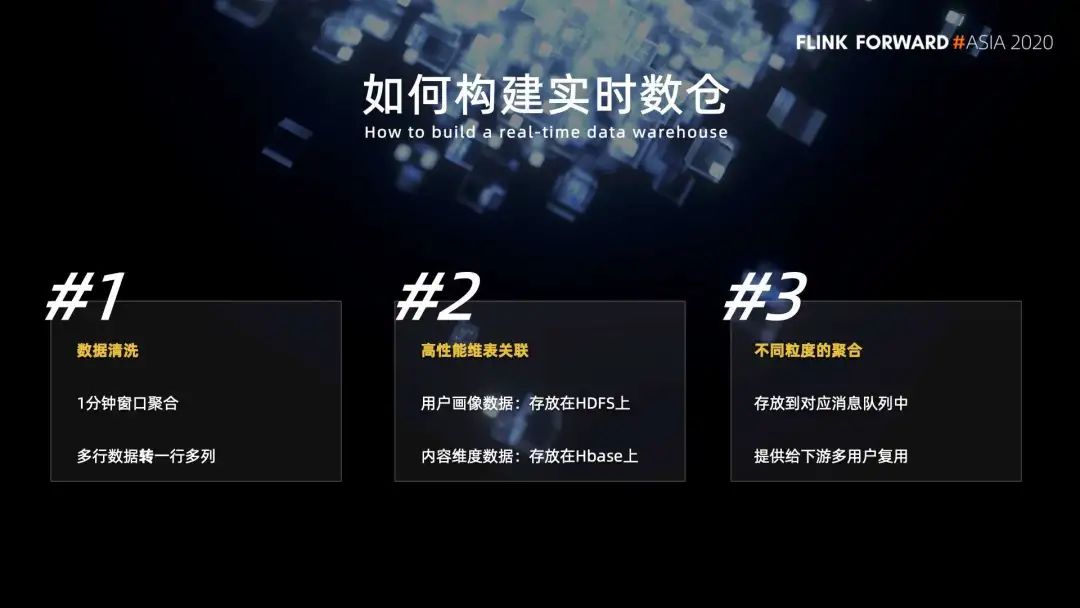 FLINK FORWARD #ASIA 2020
如何构建实时数仓
How to build a real-time data warehouse
#1
数据清洗
1分钟窗口聚合
多行数据转一行多列
#2
高性能维表关联
用户画像数据：存放在HDFS上
内容维度数据：存放在Hbase上
#3
不同粒度的聚合
存放到对应消息队列中
提供给下游多用户复用